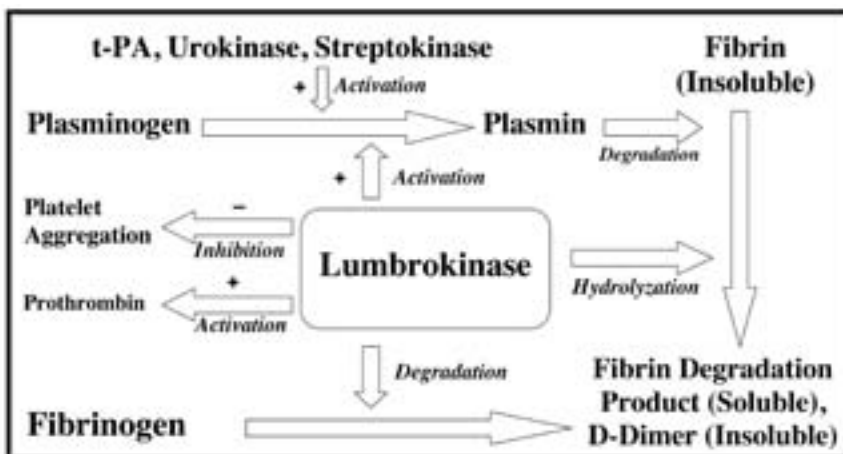 t-PA, Urokinase, Streptokinase
Fibrin
(Insoluble)
+ Activation
Plasminogen
Plasmin
Degradation
+ Activation
Platelet
Aggregation
−
Inhibition
Lumbrokinase
Hydrolyzation
Prothrombin
+
Activation
Degradation
Fibrin Degradation
Product (Soluble),
D-Dimer (Insoluble)
Fibrinogen